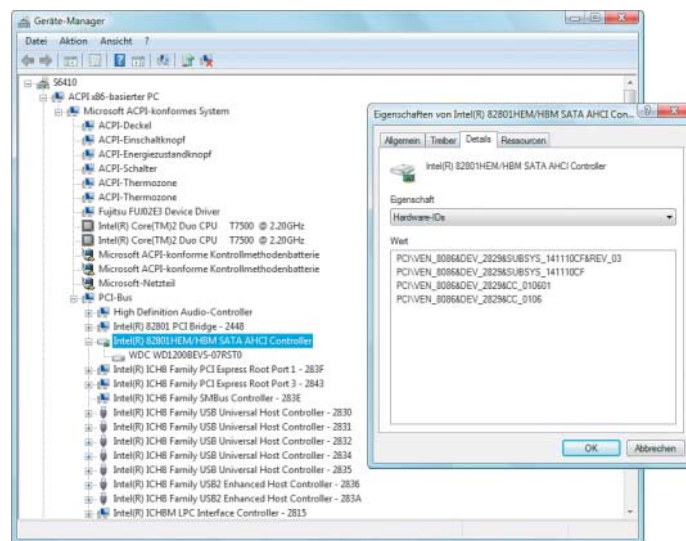 Geräte-Manager
Datei Aktion Ansicht ?
S6410
ACPI x86-basierter PC
Microsoft ACPI-konformes System
ACPI-Deckel
ACPI-Einschaltknopf
ACPI-Energiezustandknopf
ACPI-Schalter
ACPI-Thermozone
ACPI-Thermozone
Fujitsu FUJ02E3 Device Driver
Intel(R) Core(TM)2 Duo CPU T7500 @ 2.20GHz
Intel(R) Core(TM)2 Duo CPU T7500 @ 2.20GHz
Microsoft ACPI-konforme Kontrollmethodenbatterie
Microsoft ACPI-konforme Kontrollmethodenbatterie
Microsoft-Netzteil
PCI-Bus
High Definition Audio-Controller
Intel(R) 82801 PCI Bridge - 2448
Intel(R) 82801HEM/HBM SATA AHCI Controller
WDC WD1200BEVS-07RST0
Intel(R) ICH8 Family PCI Express Root Port 1 - 283F
Intel(R) ICH8 Family PCI Express Root Port 3 - 2843
Intel(R) ICH8 Family SMBus Controller - 283E
Intel(R) ICH8 Family USB Universal Host Controller - 2830
Intel(R) ICH8 Family USB Universal Host Controller - 2831
Intel(R) ICH8 Family USB Universal Host Controller - 2832
Intel(R) ICH8 Family USB Universal Host Controller - 2834
Intel(R) ICH8 Family USB Universal Host Controller - 2835
Intel(R) ICH8 Family USB2 Enhanced Host Controller - 2836
Intel(R) ICH8 Family USB2 Enhanced Host Controller - 283A
Intel(R) ICH8M LPC Interface Controller - 2815
Eigenschaften von Intel(R) 82801HEM/HBM SATA AHCI Con...
Allgemein Treiber Details Ressourcen
Intel(R) 82801HEM/HBM SATA AHCI Controller
Eigenschaft
Hardware-IDs
Wert
PCI\VEN_8086&DEV_2829&SUBSYS_141110CF&REV_03
PCI\VEN_8086&DEV_2829&SUBSYS_141110CF
PCI\VEN_8086&DEV_2829&CC_010601
PCI\VEN_8086&DEV_2829&CC_0106
OK Abbrechen